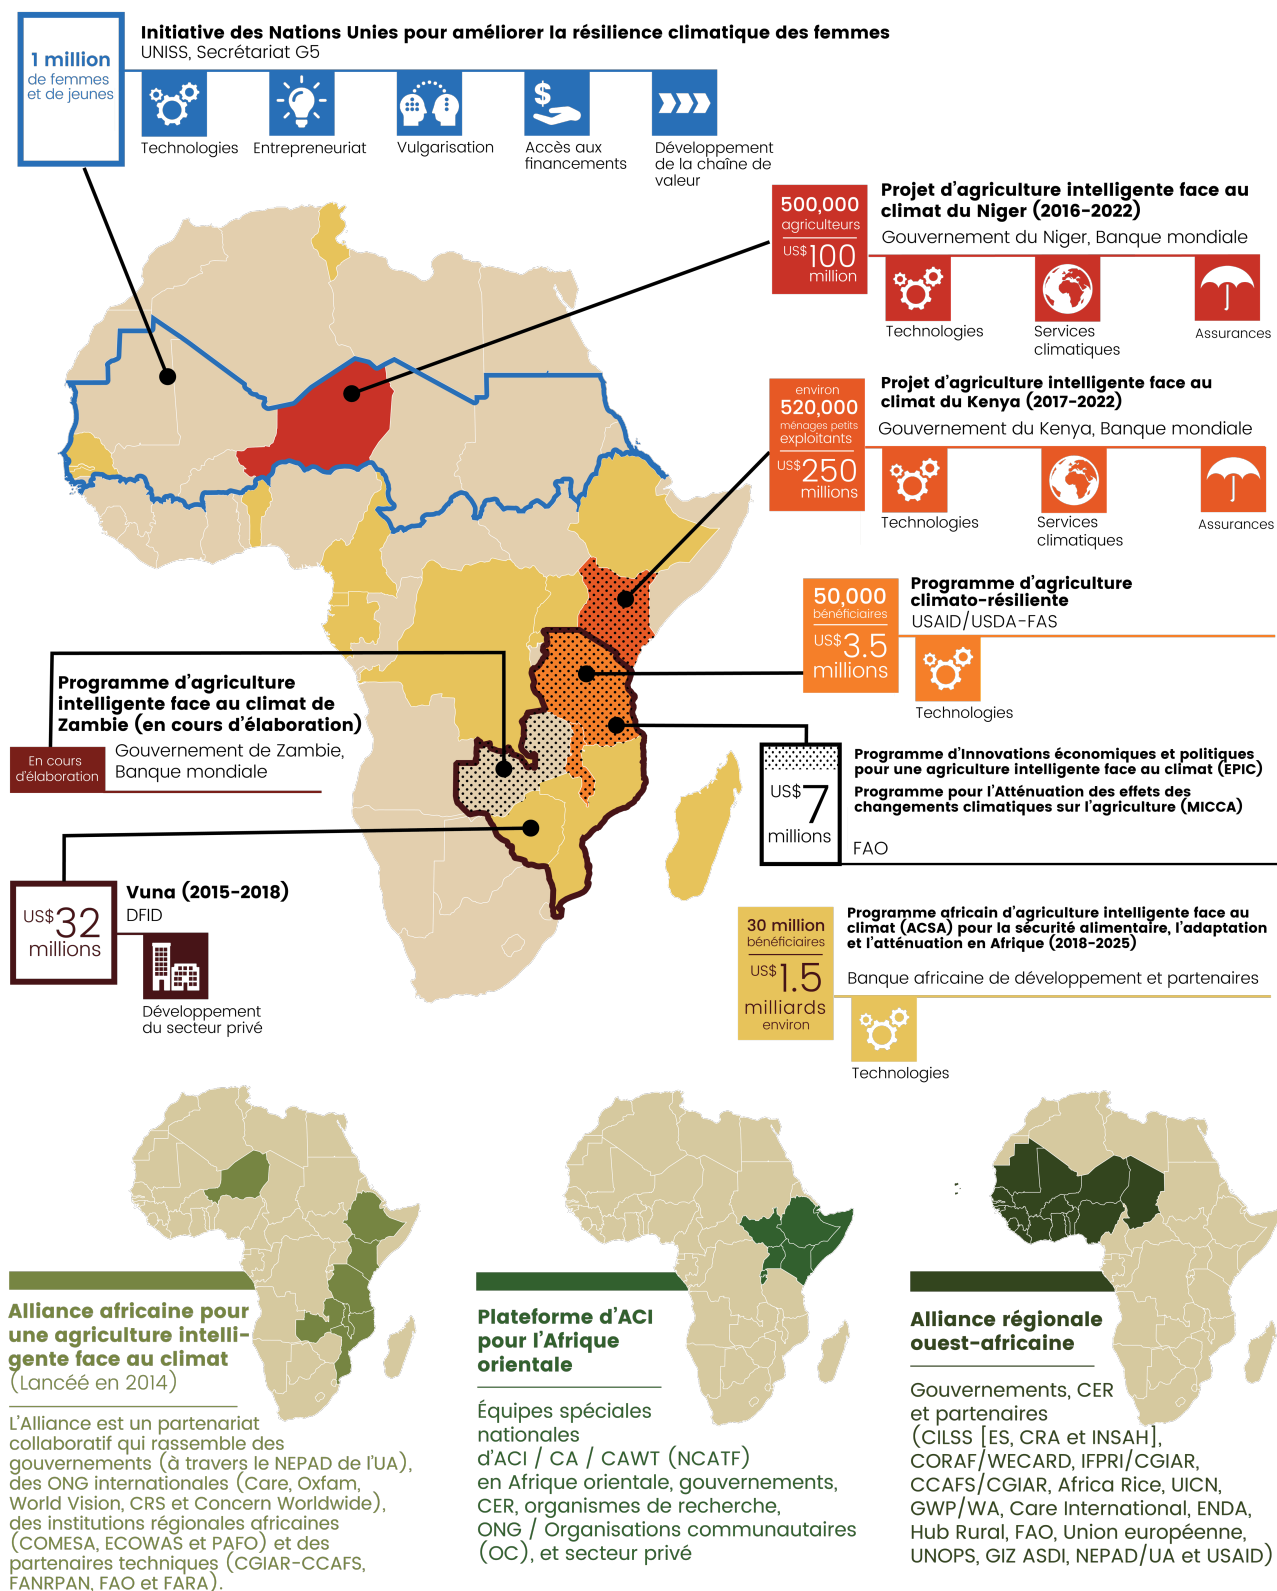 1 million
de femmes
et de jeunes
Initiative des Nations Unies pour améliorer la résilience climatique des femmes
UNISS, Secrétariat G5
Technologies
Entrepreneuriat
Vulgarisation
Accès aux
financements
Développement
de la chaîne de
valeur
500,000
agriculteurs
US$100
million
Projet d'agriculture intelligente face au
climat du Niger (2016-2022)
Gouvernement du Niger, Banque mondiale
Technologies
Services
climatiques
Assurances
environ
520,000
ménages petits
exploitants
US$250
millions
Projet d'agriculture intelligente face au
climat du Kenya (2017-2022)
Gouvernement du Kenya, Banque mondiale
Technologies
Services
climatiques
Assurances
50,000
bénéficiaires
US$3.5
millions
Programme d'agriculture
climato-résiliente
USAID/USDA-FAS
Technologies
Programme d'agriculture
intelligente face au climat de
Zambie (en cours d'élaboration)
En cours
d'élaboration
Gouvernement de Zambie,
Banque mondiale
US$7
millions
Programme d'Innovations économiques et politiques
pour une agriculture intelligente face au climat (EPIC)
Programme pour l'Atténuation des effets des
changements climatiques sur l'agriculture (MICCA)
FAO
US$32
millions
Vuna (2015-2018)
DFID
Développement
du secteur privé
30 million
bénéficiaires
US$1.5
milliards
environ
Programme africain d'agriculture intelligente face au
climat (ACSA) pour la sécurité alimentaire, l'adaptation
et l'atténuation en Afrique (2018-2025)
Banque africaine de développement et partenaires
Technologies
Alliance africaine pour
une agriculture intelli-
gente face au climat
(Lancéé en 2014)
L'Alliance est un partenariat
collaboratif qui rassemble des
gouvernements (à travers le NEPAD de l'UA),
des ONG internationales (Care, Oxfam,
World Vision, CRS et Concern Worldwide),
des institutions régionales africaines
(COMESA, ECOWAS et PAFO) et des
partenaires techniques (CGIAR-CCAFS,
FANRPAN, FAO et FARA).
Plateforme d'ACI
pour l'Afrique
orientale
Équipes spéciales
nationales
d'ACI / CA / CAWT (NCATF)
en Afrique orientale, gouvernements,
CER, organismes de recherche,
ONG / Organisations communautaires
(OC), et secteur privé
Alliance régionale
ouest-africaine
Gouvernements, CER
et partenaires
(CILSS [ES, CRA et INSAH],
CORAF/WECARD, IFPRI/CGIAR,
CCAFS/CGIAR, Africa Rice, UICN,
GWP/WA, Care International, ENDA,
Hub Rural, FAO, Union européenne,
UNOPS, GIZ ASDI, NEPAD/UA et USAID)